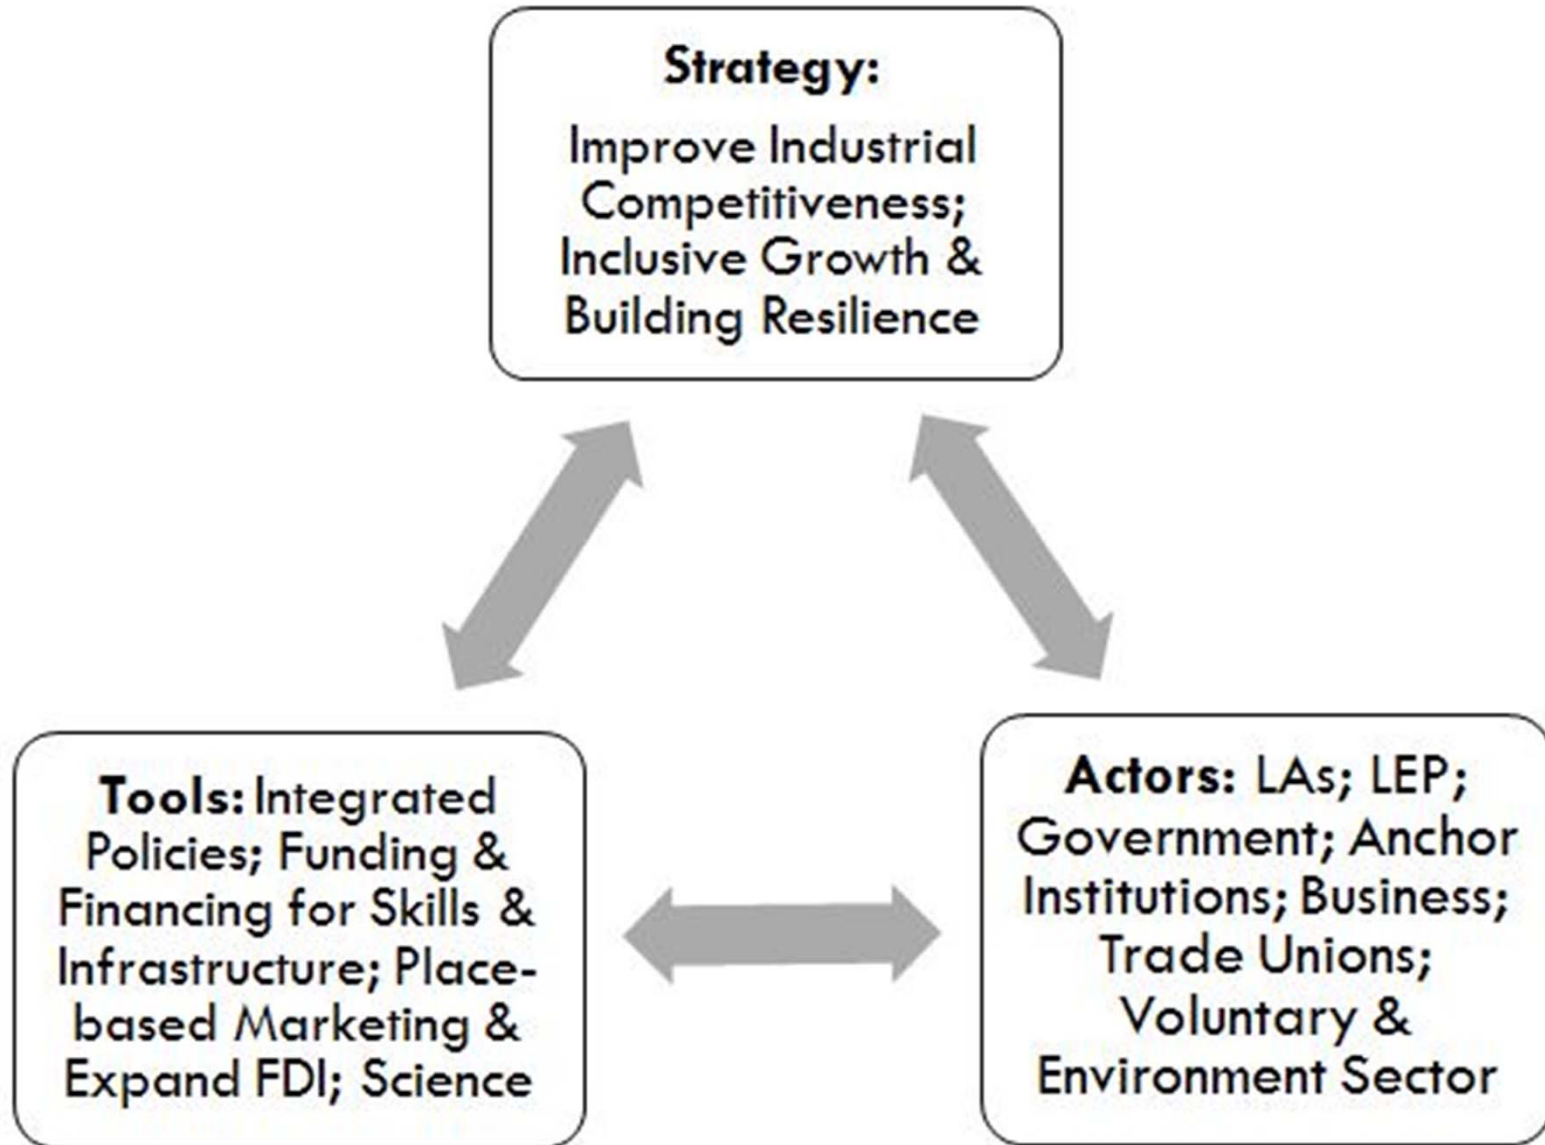 Strategy:
Improve Industrial
Competitiveness;
Inclusive Growth &
Building Resilience
Tools: Integrated
Policies; Funding &
Financing for Skills &
Infrastructure; Place-
based Marketing &
Expand FDI; Science
Actors: LAs; LEP;
Government; Anchor
Institutions; Business;
Trade Unions;
Voluntary &
Environment Sector